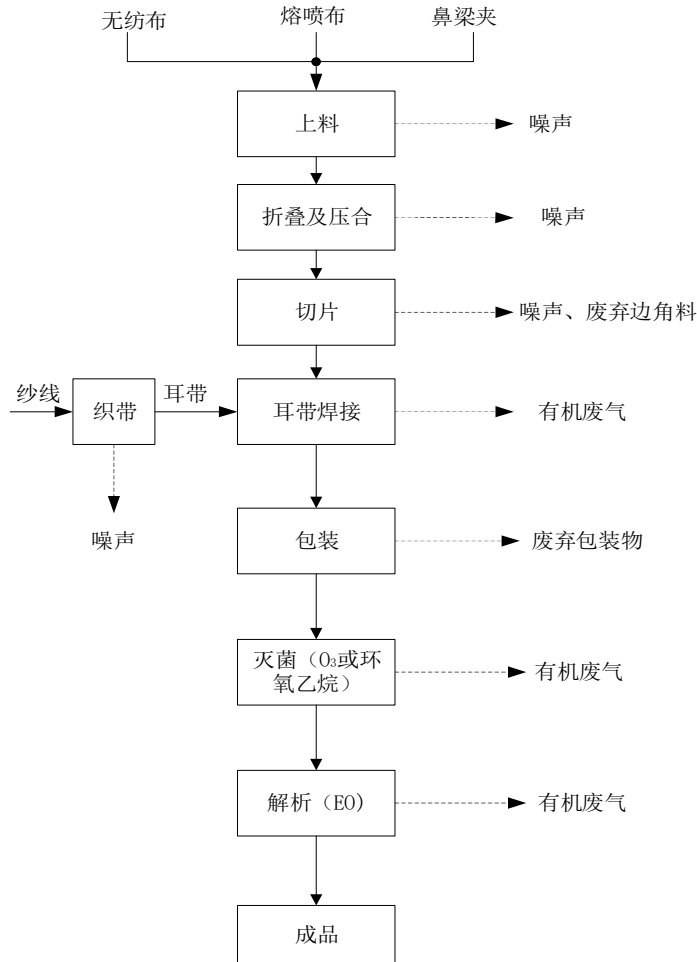 无纺布
熔喷布
鼻梁夹
上料
噪声
折叠及压合
噪声
切片
噪声、废弃边角料
纱线
织带
耳带
耳带焊接
有机废气
噪声
包装
废弃包装物
灭菌（O₃或环
氧乙烷）
有机废气
解析（EO）
有机废气
成品